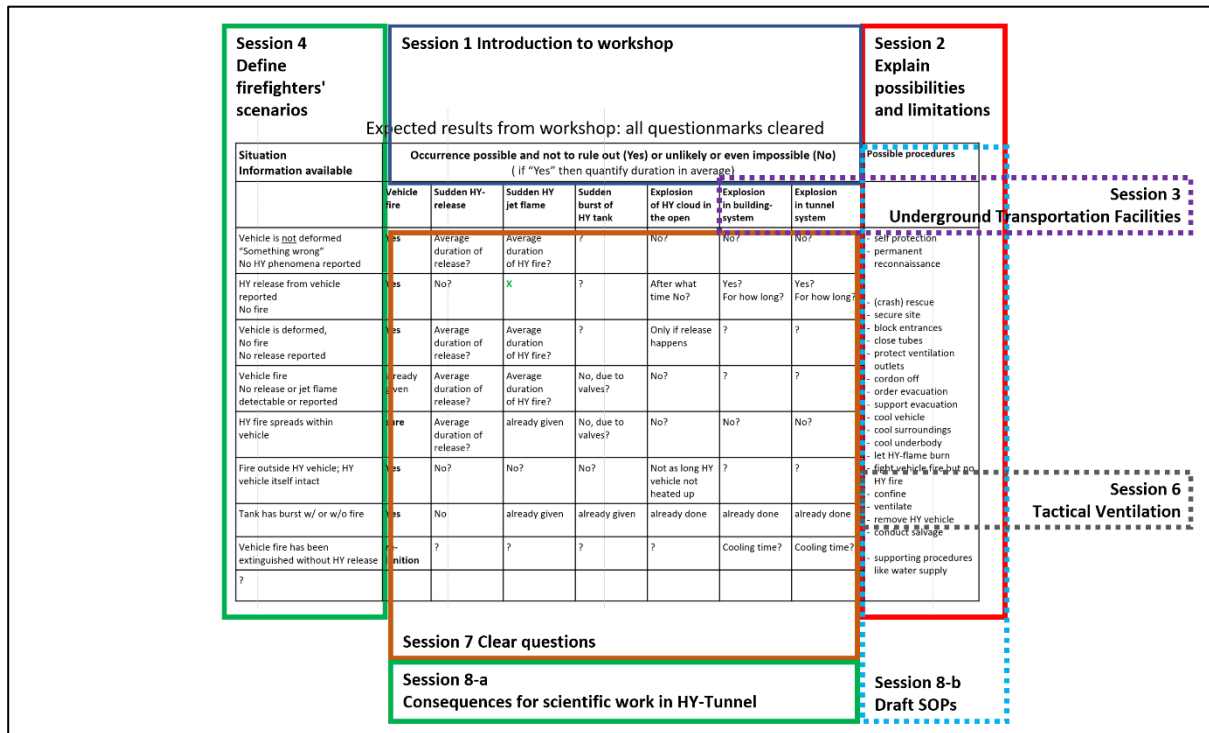 Session 4
Define
firefighters'
scenarios
Session 1 Introduction to workshop
Session 2
Explain
possibilities
and limitations
Expected results from workshop: all questionmarks cleared
Situation
Information available
Occurrence possible and not to rule out (Yes) or unlikely or even impossible (No)
( if "Yes" then quantify duration in average)
Possible procedures
Vehicle
fire
Sudden HY-
release
Sudden HY
jet flame
Sudden
burst of
HY tank
Explosion
of HY cloud in
the open
Explosion
in building-
system
Explosion
in tunnel
system
Session 3
Underground Transportation Facilities
Vehicle is not deformed
"Something wrong"
No HY phenomena reported
Yes
Average
duration of
release?
Average
duration
of HY fire?
?
No?
No?
No?
HY release from vehicle
reported
No fire
Yes
No?
X
?
After what
time No?
Yes?
For how long?
Yes?
For how long?
Vehicle is deformed,
No fire
No release reported
Yes
Average
duration of
release?
Average
duration
of HY fire?
?
Only if release
happens
?
?
Vehicle fire
No release or jet flame
detectable or reported
already
given
Average
duration of
release?
Average
duration
of HY fire?
No, due to
valves?
No?
?
?
HY fire spreads within
vehicle
sure
Average
duration of
release?
already given
No, due to
valves?
No?
No?
No?
Fire outside HY vehicle; HY
vehicle itself intact
Yes
No?
No?
No?
Not as long HY
vehicle not
heated up
?
?
Tank has burst w/ or w/o fire
Yes
No
already given
already given
already done
already done
already done
Vehicle fire has been
extinguished without HY release
re-
ignition
?
?
?
?
Cooling time?
Cooling time?
?
- self protection
- permanent
reconnaissance
- (crash) rescue
- secure site
- block entrances
- close tubes
- protect ventilation
outlets
- cordon off
- order evacuation
- support evacuation
- cool vehicle
- cool surroundings
- cool underbody
- let HY-flame burn
- fight vehicle fire but no
HY fire
- confine
- ventilate
- remove HY vehicle
- conduct salvage
- supporting procedures
like water supply
Session 6
Tactical Ventilation
Session 7 Clear questions
Session 8-a
Consequences for scientific work in HY-Tunnel
Session 8-b
Draft SOPs